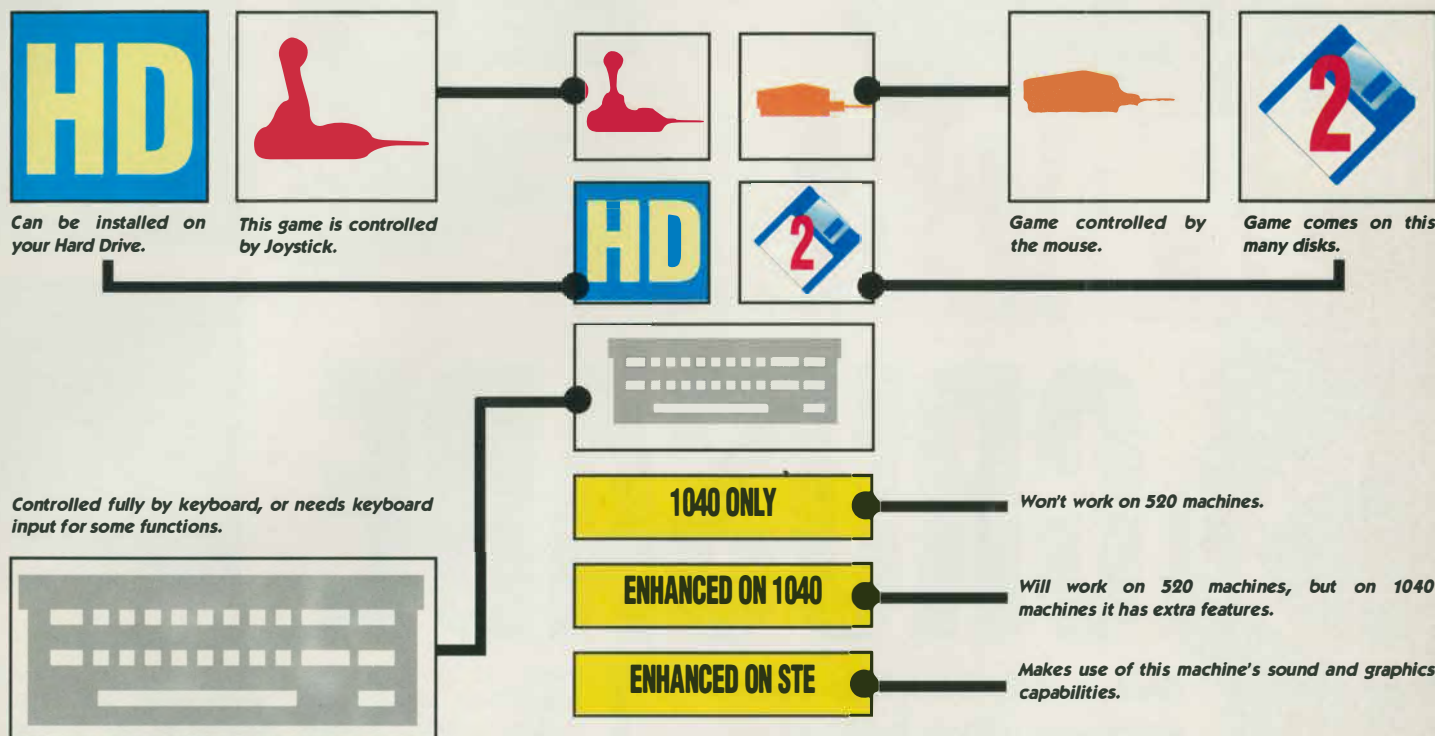 HD
2
Can be installed on
your Hard Drive.
This game is controlled
by Joystick.
HD
2
Game controlled by
the mouse.
Game comes on this
many disks.
Controlled fully by keyboard, or needs keyboard
input for some functions.
1040 ONLY
Won't work on 520 machines.
ENHANCED ON 1040
Will work on 520 machines, but on 1040
machines it has extra features.
ENHANCED ON STE
Makes use of this machine's sound and graphics
capabilities.